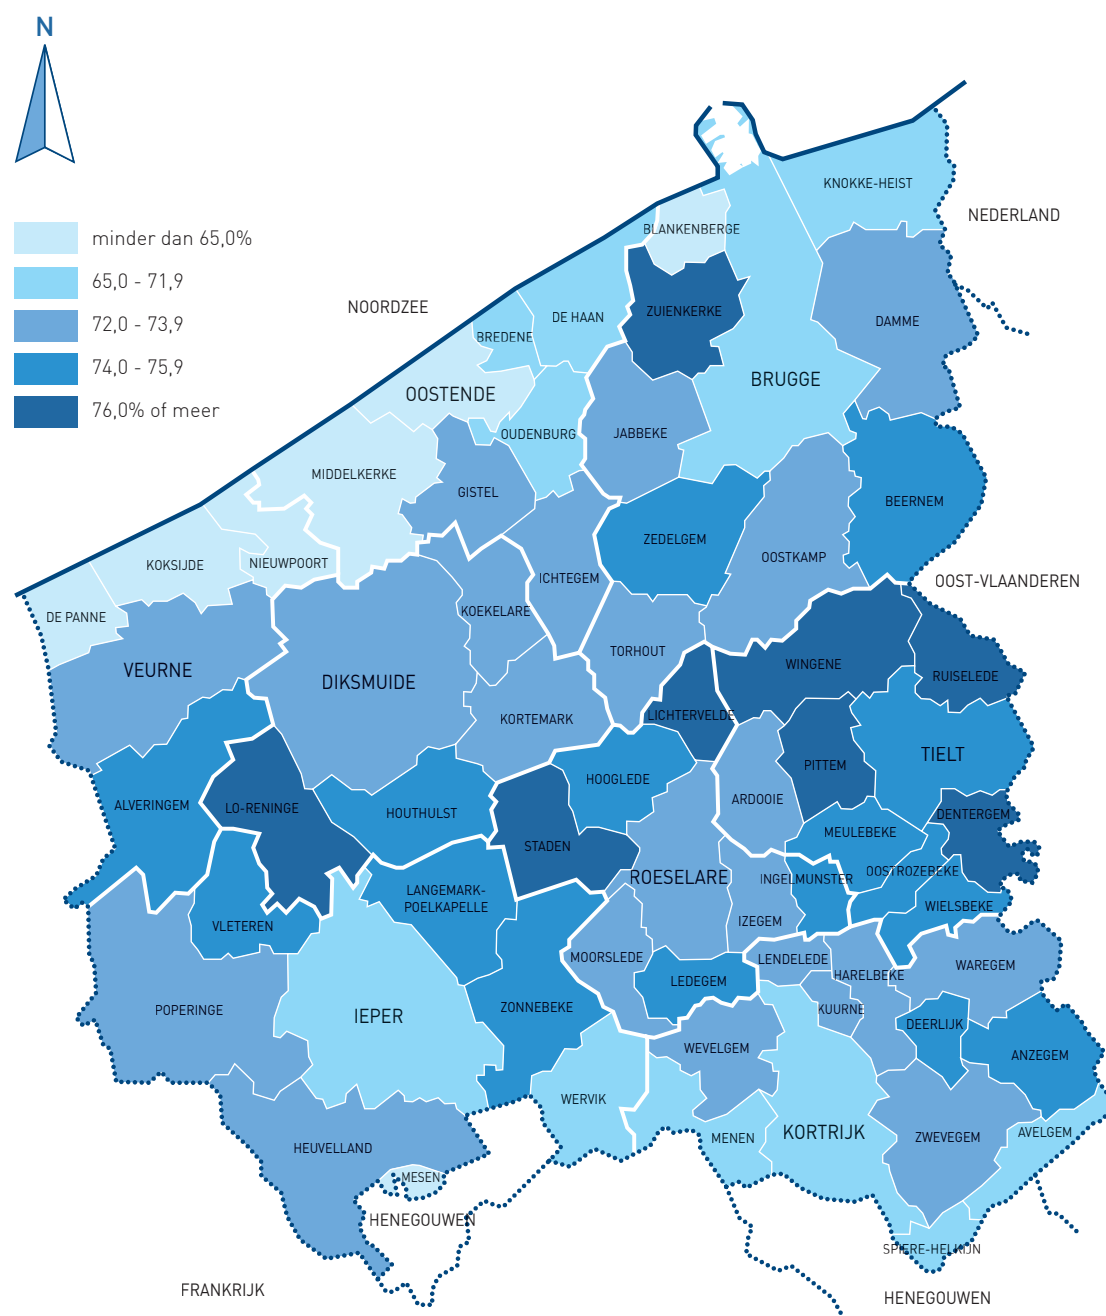 N
minder dan 65,0%
65,0 - 71,9
72,0 - 73,9
74,0 - 75,9
76,0% of meer
KNOKKE-HEIST
NEDERLAND
BLANKENBERGE
NOORDZEE
ZUIENKERKE
DE HAAN
DAMME
BREDENE
BRUGGE
OOSTENDE
OUDENBURG
JABBEKE
MIDDELKERKE
GISTEL
BEERNEM
ZEDELGEM
OOSTKAMP
KOKSIJDE
NIEUWPOORT
ICHTEGEM
OOST-VLAANDEREN
DE PANNE
KOEKELARE
TORHOUT
VEURNE
DIKSMUIDE
WINGENE
RUISELEDE
KORTEMARK
LICHTERVELDE
TIELT
PITTEM
HOOGLEDE
ALVERINGEM
LO-RENINGE
HOUTHULST
ARDOOIE
DENTERGEM
MEULEBEKE
STADEN
ROESELARE
INGELMUNSTER
OOSTROZEBEKE
LANGEMARK-
POELKAPELLE
WIELSBEKE
VLETEREN
IZEGEM
MOORSLEDE
LENDELEDE
WAREGEM
HARELBEKE
LEDEGEM
POPERINGE
IEPER
ZONNEBEKE
KUURNE
DEERLIJK
WEVELGEM
ANZEGEM
WERVIK
KORTRIJK
MENEN
ZWEVEGEM
AVELGEM
HEUVELLAND
MESEN
HENEGOUWEN
SPIERE-HELKIJN
FRANKRIJK
HENEGOUWEN